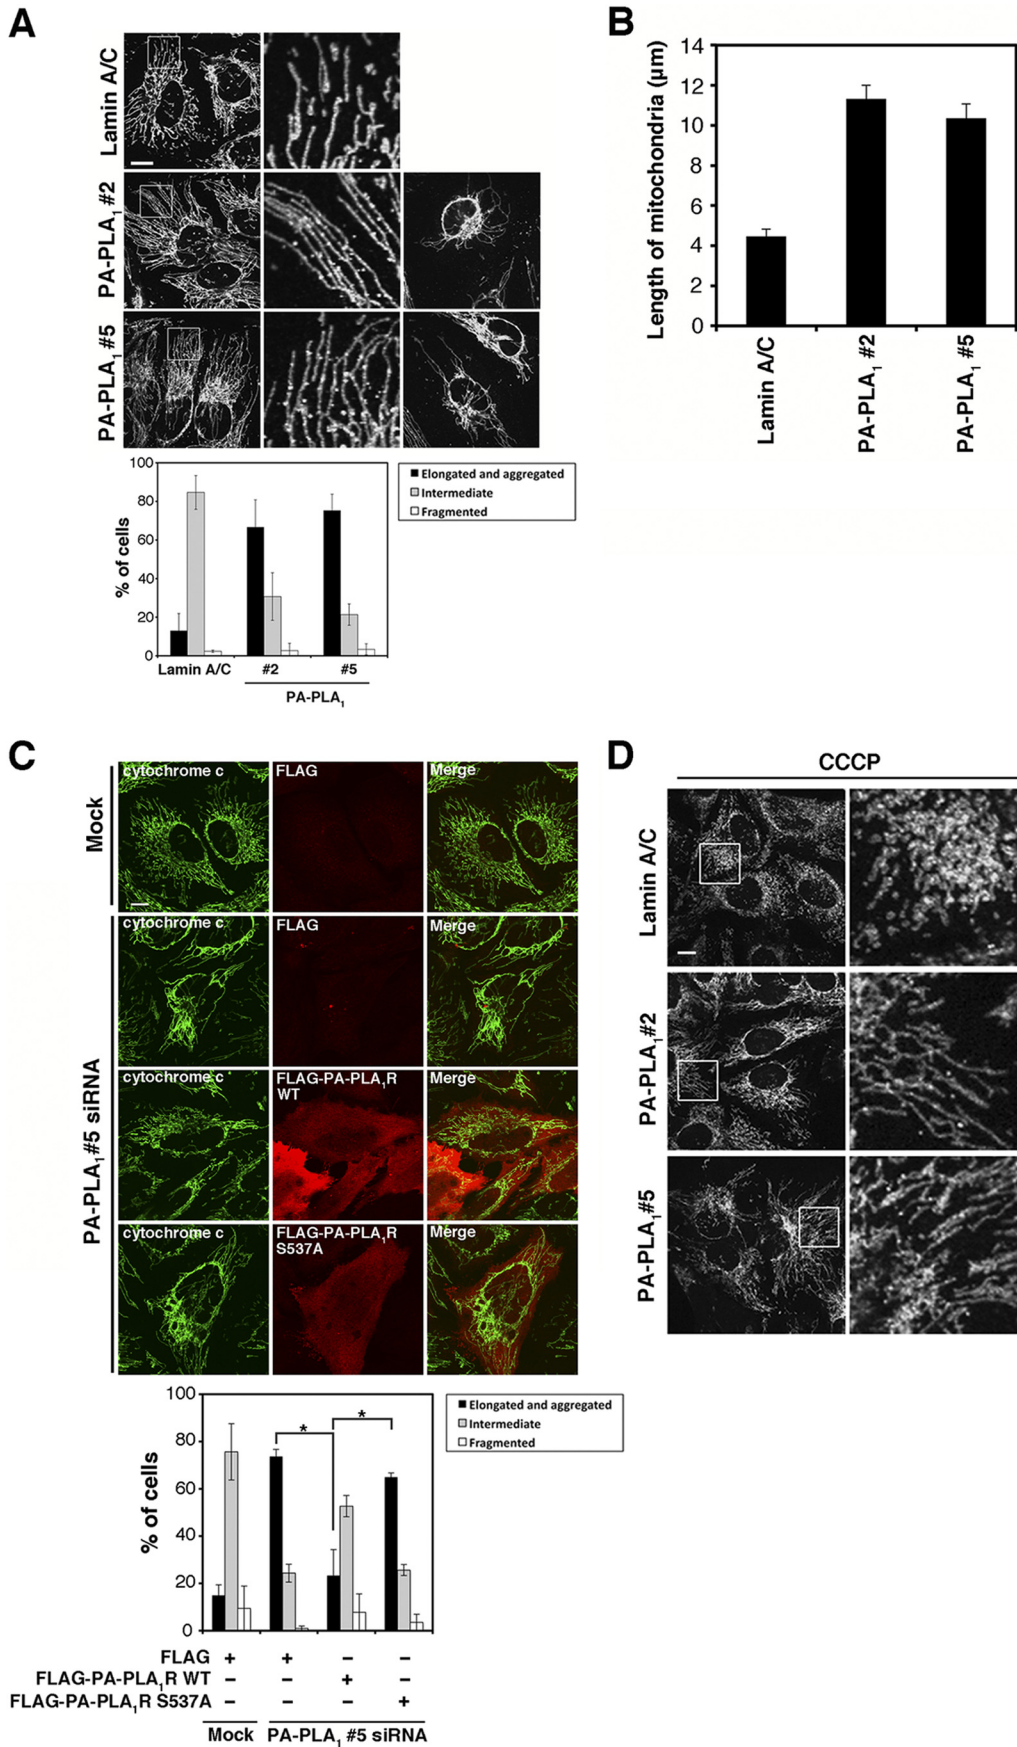 A
Lamin A/C
PA-PLA1 #2
PA-PLA1 #5
100
80
60
40
20
0
% of cells
Elongated and aggregated
Intermediate
Fragmented
Lamin A/C
#2
#5
PA-PLA1
B
Length of mitochondria (μm)
14
12
10
8
6
4
2
0
Lamin A/C
PA-PLA1 #2
PA-PLA1 #5
C
Mock
PA-PLA1#5 siRNA
cytochrome c FLAG Merge
cytochrome c FLAG Merge
cytochrome c FLAG-PA-PLA1R WT Merge
cytochrome c FLAG-PA-PLA1R S537A Merge
100
80
60
40
20
0
% of cells
* *
Elongated and aggregated
Intermediate
Fragmented
FLAG + + − −
FLAG-PA-PLA1R WT − − + −
FLAG-PA-PLA1R S537A − − − +
Mock PA-PLA1 #5 siRNA
D
CCCP
Lamin A/C
PA-PLA1#2
PA-PLA1#5